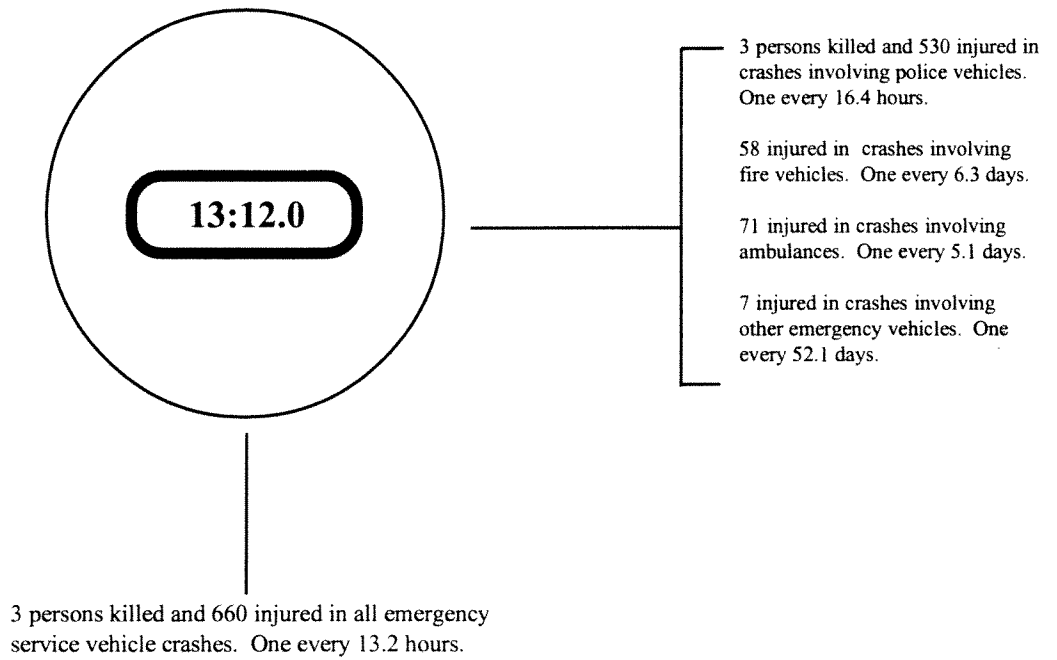 13:12.0
3 persons killed and 530 injured in
crashes involving police vehicles.
One every 16.4 hours.
58 injured in crashes involving
fire vehicles. One every 6.3 days.
71 injured in crashes involving
ambulances. One every 5.1 days.
7 injured in crashes involving
other emergency vehicles. One
every 52.1 days.
3 persons killed and 660 injured in all emergency
service vehicle crashes. One every 13.2 hours.